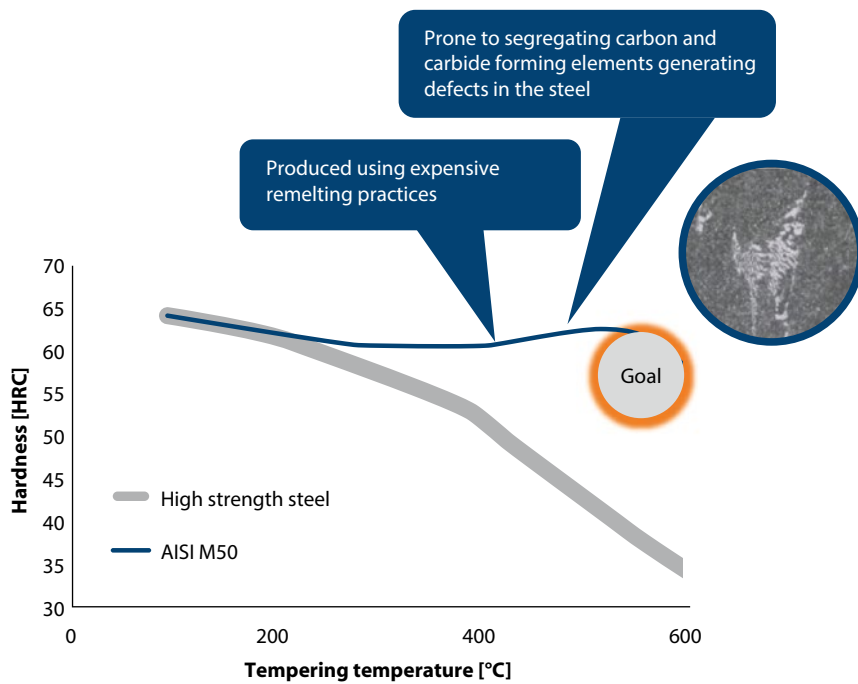 Prone to segregating carbon and
carbide forming elements generating
defects in the steel
Produced using expensive
remelting practices
70
65
60
55
50
45
40
35
30
Hardness [HRC]
Goal
High strength steel
AISI M50
0
200
400
600
Tempering temperature [°C]